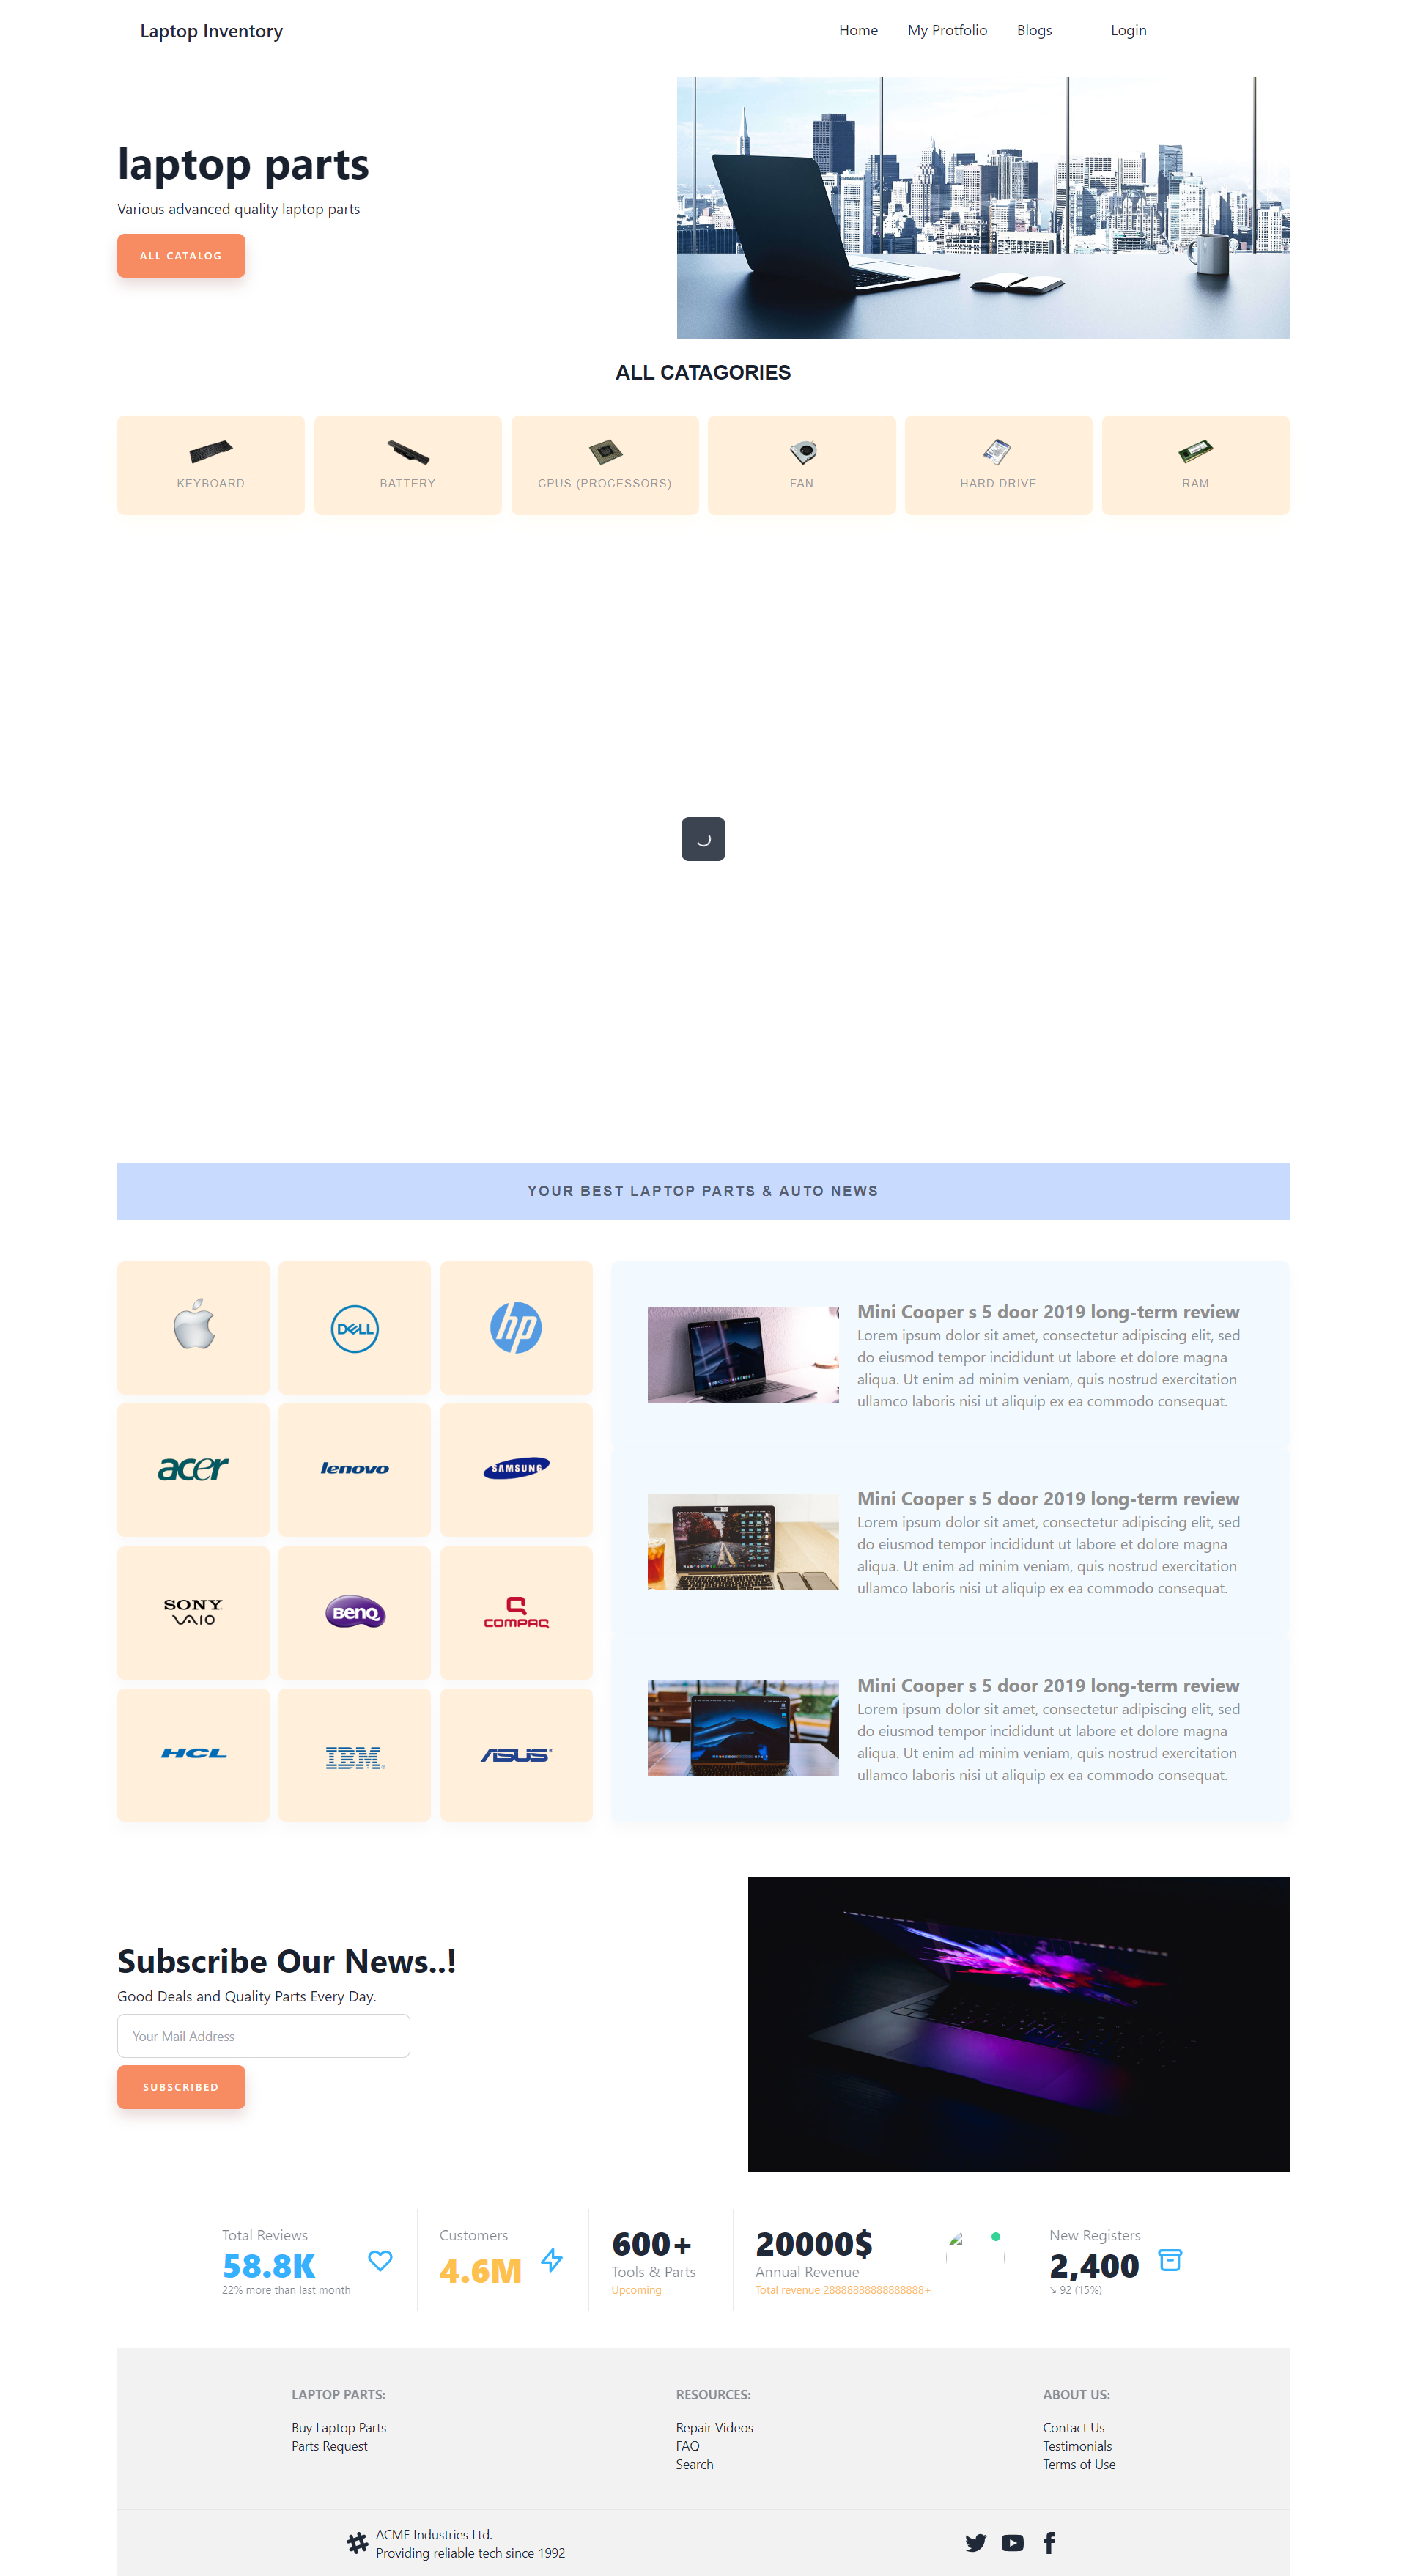 Laptop Inventory
Home
My Protfolio
Blogs
Login
laptop parts
Various advanced quality laptop parts
ALL CATALOG
ALL CATAGORIES
KEYBOARD
BATTERY
CPUS (PROCESSORS)
FAN
HARD DRIVE
RAM
YOUR BEST LAPTOP PARTS & AUTO NEWS
DELL
hp
acer
lenovo
SAMSUNG
SONY
VAIO
BenQ
COMPAQ
HCL
IBM®
ASUS®
Mini Cooper s 5 door 2019 long-term review
Lorem ipsum dolor sit amet, consectetur adipiscing elit, sed
do eiusmod tempor incididunt ut labore et dolore magna
aliqua. Ut enim ad minim veniam, quis nostrud exercitation
ullamco laboris nisi ut aliquip ex ea commodo consequat.
Mini Cooper s 5 door 2019 long-term review
Lorem ipsum dolor sit amet, consectetur adipiscing elit, sed
do eiusmod tempor incididunt ut labore et dolore magna
aliqua. Ut enim ad minim veniam, quis nostrud exercitation
ullamco laboris nisi ut aliquip ex ea commodo consequat.
Mini Cooper s 5 door 2019 long-term review
Lorem ipsum dolor sit amet, consectetur adipiscing elit, sed
do eiusmod tempor incididunt ut labore et dolore magna
aliqua. Ut enim ad minim veniam, quis nostrud exercitation
ullamco laboris nisi ut aliquip ex ea commodo consequat.
Subscribe Our News..!
Good Deals and Quality Parts Every Day.
Your Mail Address
SUBSCRIBED
Total Reviews
58.8K
22% more than last month
Customers
4.6M
600+
Tools & Parts
Upcoming
20000$
Annual Revenue
Total revenue 28888888888888888+
New Registers
2,400
↘︎ 92 (15%)
LAPTOP PARTS:
Buy Laptop Parts
Parts Request
RESOURCES:
Repair Videos
FAQ
Search
ABOUT US:
Contact Us
Testimonials
Terms of Use
ACME Industries Ltd.
Providing reliable tech since 1992